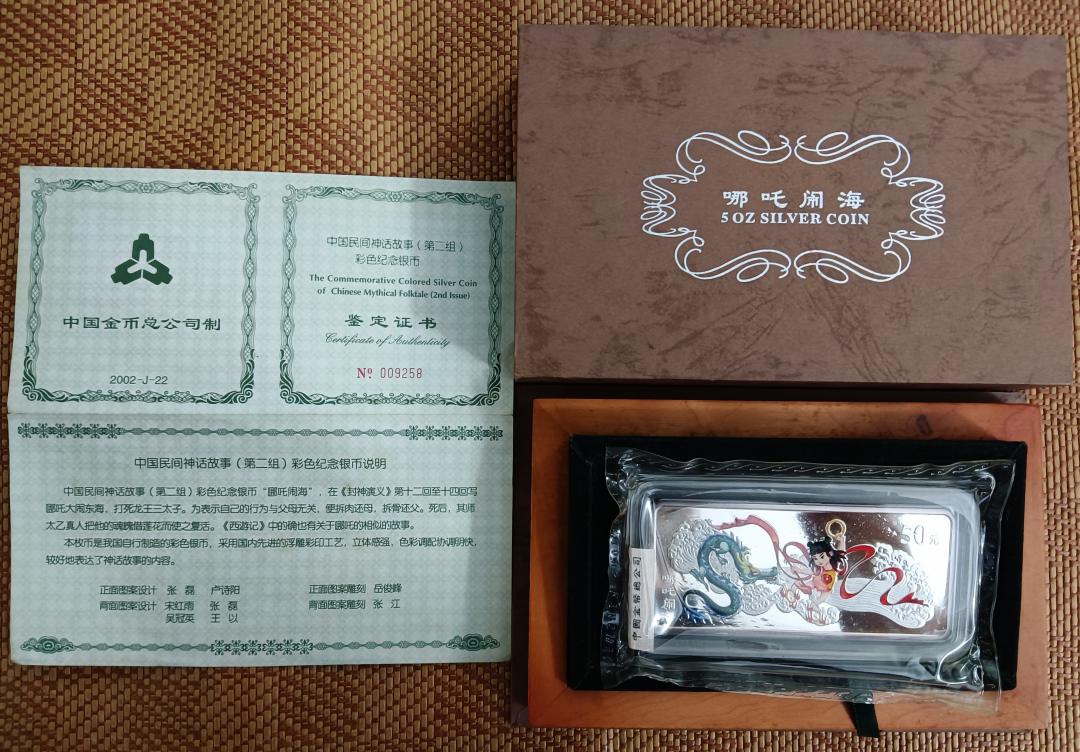 中国金币总公司制
2002-J-22
中国民间神话故事（第二组）
彩色纪念银币
The Commemorative Colored Silver Coin
of Chinese Mythical Folktale (2nd Issue)
鉴定证书
Certificate of Authenticity
Nº 009258
中国民间神话故事（第二组）彩色纪念银币说明
中国民间神话故事（第二组）彩色纪念银币“哪吒闹海”，在《封神演义》第十二回至十四回写
哪吒大闹东海，打死龙王三太子。为表示自己的行为与父母无关，便拆肉还母、拆骨还父。死后，其师
太乙真人把他的魂魄借莲花而使之复活。《西游记》中的确也有关于哪吒的相似的故事。
本枚币是我国自行制造的彩色银币，采用国内先进的浮雕彩印工艺，立体感强，色彩调配协调明快，
较好地表达了神话故事的内容。
正面图案设计 张磊 卢诗阳
正面图案雕刻 岳俊峰
背面图案设计 宋红雨 张磊
背面图案雕刻 张江
吴冠英 王以
哪吒闹海
5 OZ SILVER COIN
50元
哪吒闹
中国金币总公司